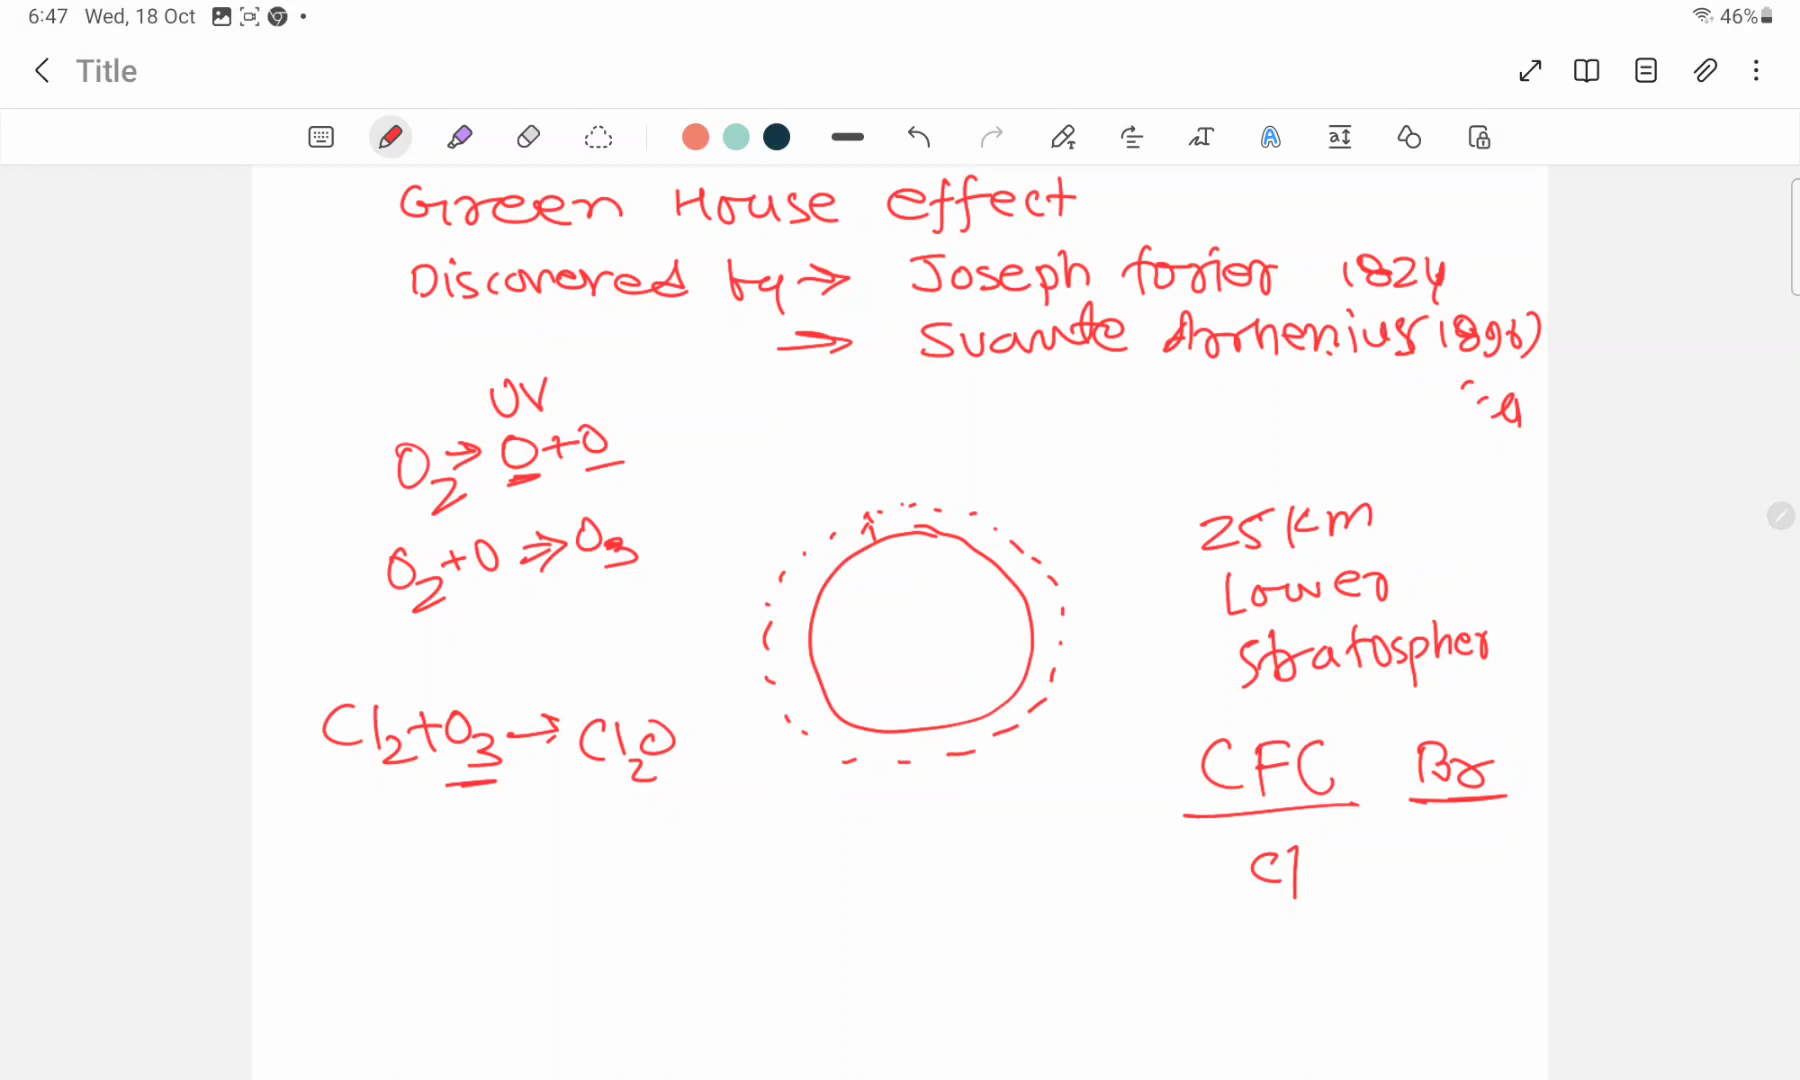 6:47 Wed, 18 Oct 46%
Title
Green House effect
Discovered by → Joseph forier 1824
→ Svante Arrhenius (1896)
UV
O2 → O+O
O2+O ⇒ O3
25 Km
Lower
Stratospher
Cl2+O3 → Cl2O
CFC Br
Cl